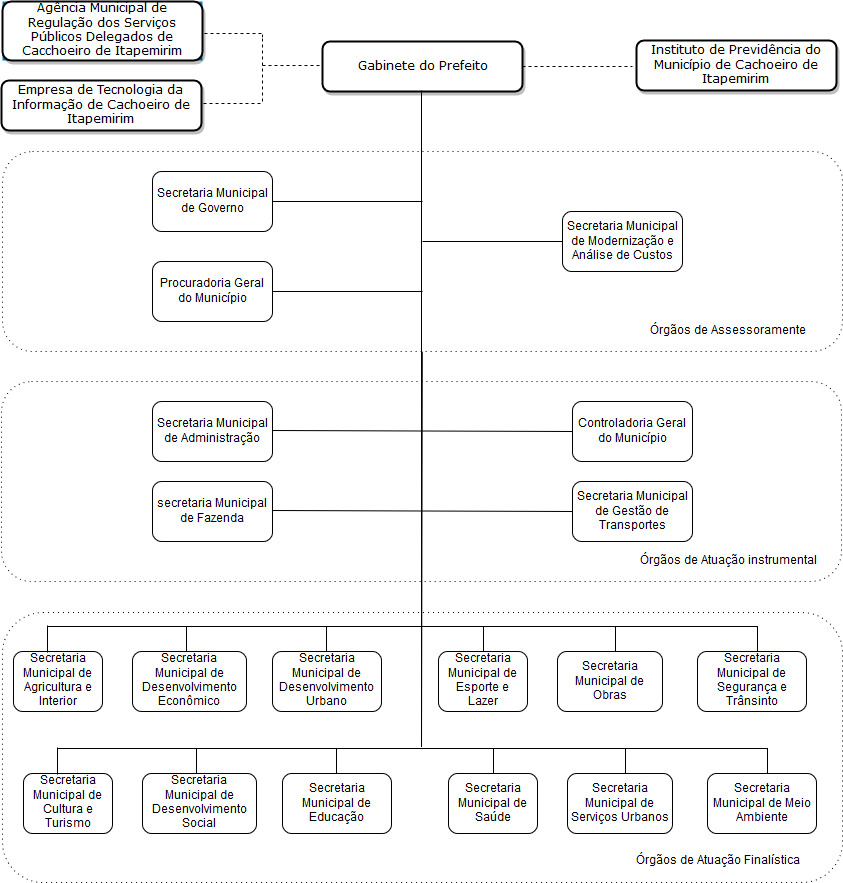 Agência Municipal de
Regulação dos Serviços
Públicos Delegados de
Cacchoeiro de Itapemirim
Empresa de Tecnologia da
Informação de Cachoeiro de
Itapemirim
Gabinete do Prefeito
Instituto de Previdência do
Município de Cachoeiro de
Itapemirim
Secretaria Municipal
de Governo
Secretaria Municipal
de Modernização e
Análise de Custos
Procuradoria Geral
do Município
Órgãos de Assessoramente
Secretaria Municipal
de Administração
Controladoria Geral
do Município
secretaria Municipal
de Fazenda
Secretaria Municipal
de Gestão de
Transportes
Órgãos de Atuação instrumental
Secretaria
Municipal de
Agricultura e
Interior
Secretaria
Municipal de
Desenvolvimento
Econômico
Secretaria
Municipal de
Desenvolvimento
Urbano
Secretaria
Municipal de
Esporte e
Lazer
Secretaria
Municipal de
Obras
Secretaria
Municipal de
Segurança e
Trânsinto
Secretaria
Municipal de
Cultura e
Turismo
Secretaria
Municipal de
Desenvolvimento
Social
Secretaria
Municipal de
Educação
Secretaria
Municipal de
Saúde
Secretaria
Municipal de
Serviços Urbanos
Secretaria
Municipal de Meio
Ambiente
Órgãos de Atuação Finalística